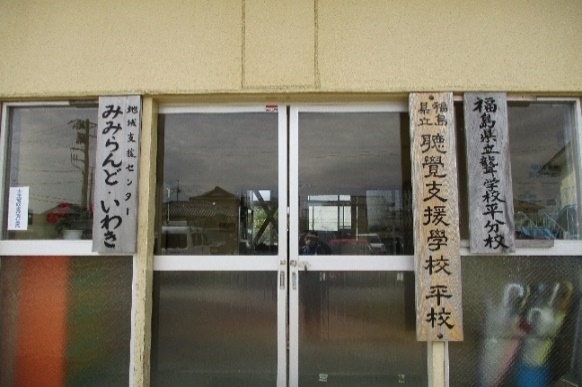 福島県立聾学校平分校
福島
県立
聴覺支援學校平校
地域支援センター
みみらんど・いわき